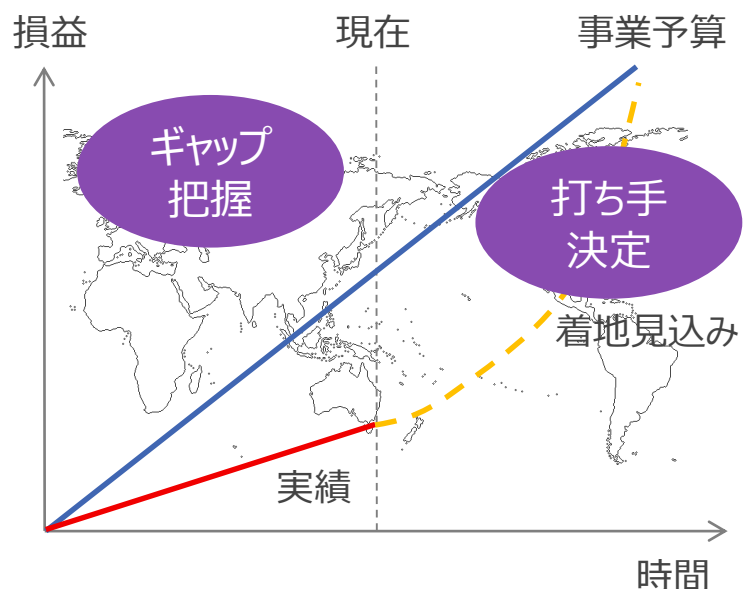 損益
現在
事業予算
ギャップ
把握
打ち手
決定
着地見込み
実績
時間